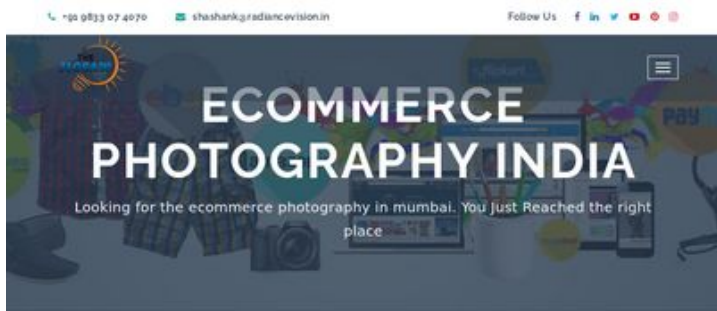 +91 9833 07 4070
shashank@radiancevision.in
Follow Us
THE
ECOMMERCE
PHOTOGRAPHY INDIA
Looking for the ecommerce photography in mumbai. You Just Reached the right
place